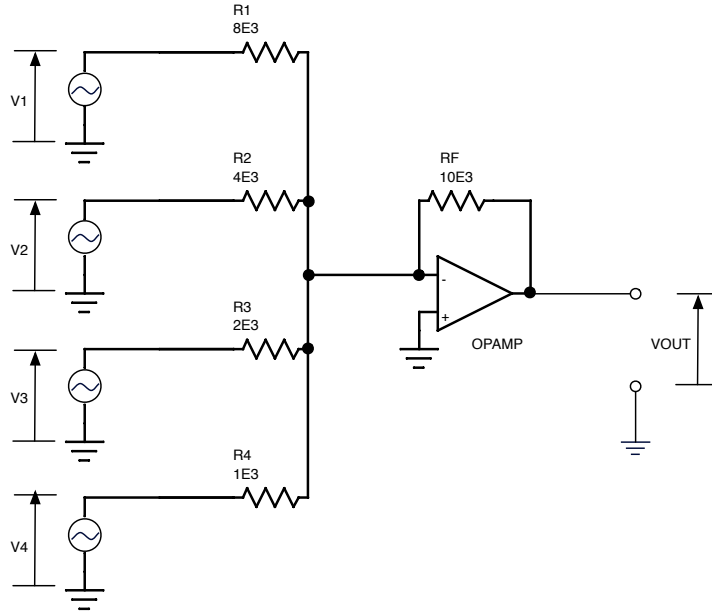 R1
8E3
V1
R2
4E3
RF
10E3
V2
-
+
R3
2E3
OPAMP
VOUT
V3
R4
1E3
V4